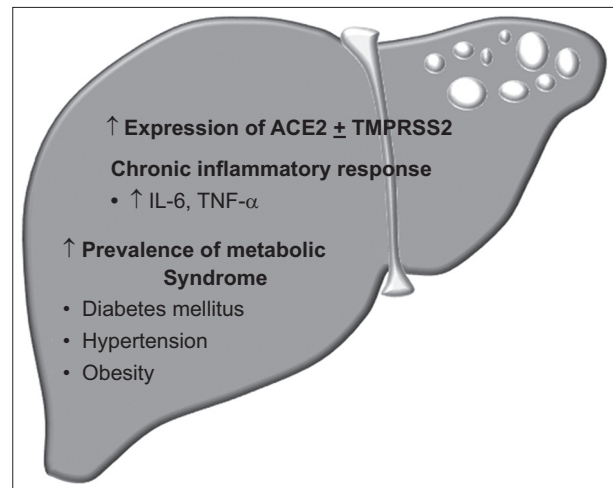 ↑ Expression of ACE2 ± TMPRSS2
Chronic inflammatory response
• ↑ IL-6, TNF-α
↑ Prevalence of metabolic
Syndrome
• Diabetes mellitus
• Hypertension
• Obesity